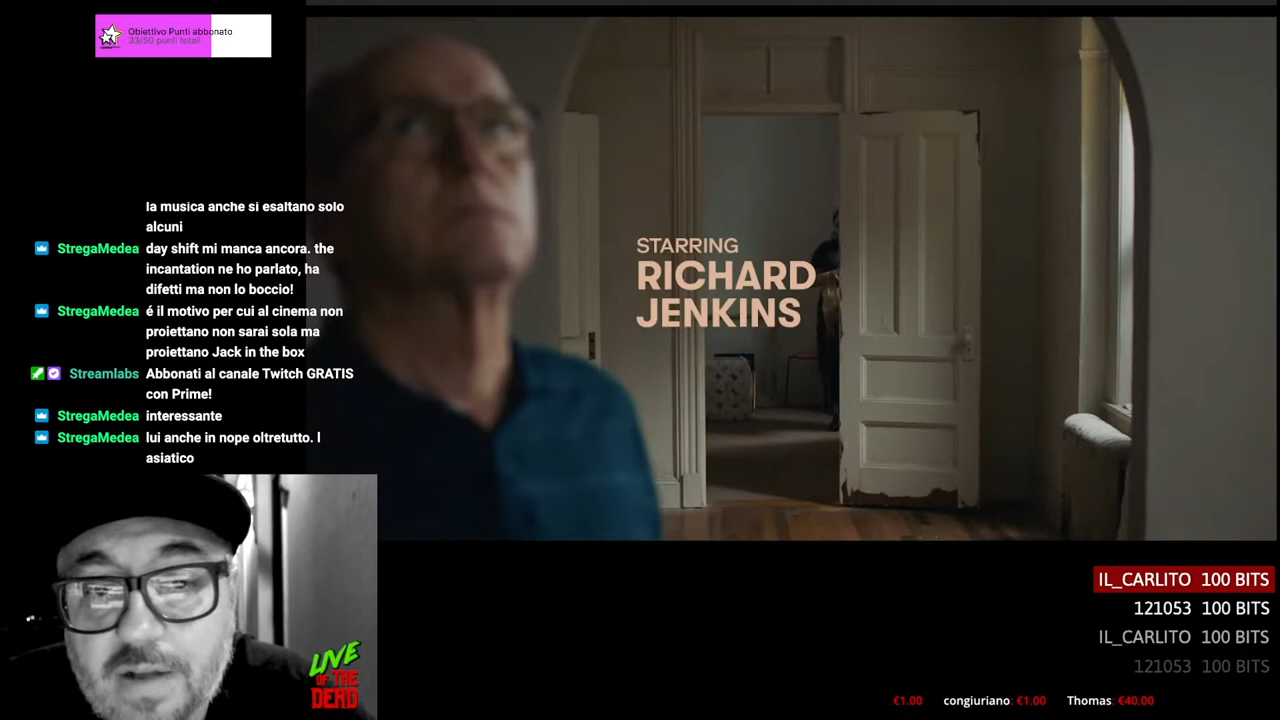 Obiettivo Punti abbonato
33/50 punti totali
la musica anche si esaltano solo
alcuni
StregaMedea day shift mi manca ancora. the
incantation ne ho parlato, ha
difetti ma non lo boccio!
StregaMedea é il motivo per cui al cinema non
proiettano non sarai sola ma
proiettano Jack in the box
Streamlabs Abbonati al canale Twitch GRATIS
con Prime!
StregaMedea interessante
StregaMedea lui anche in nope oltretutto. l
asiatico
STARRING
RICHARD
JENKINS
LIVE
OF THE
DEAD
IL_CARLITO 100 BITS
121053 100 BITS
IL_CARLITO 100 BITS
121053 100 BITS
€1.00 congiuriano: €1.00 Thomas: €40.00